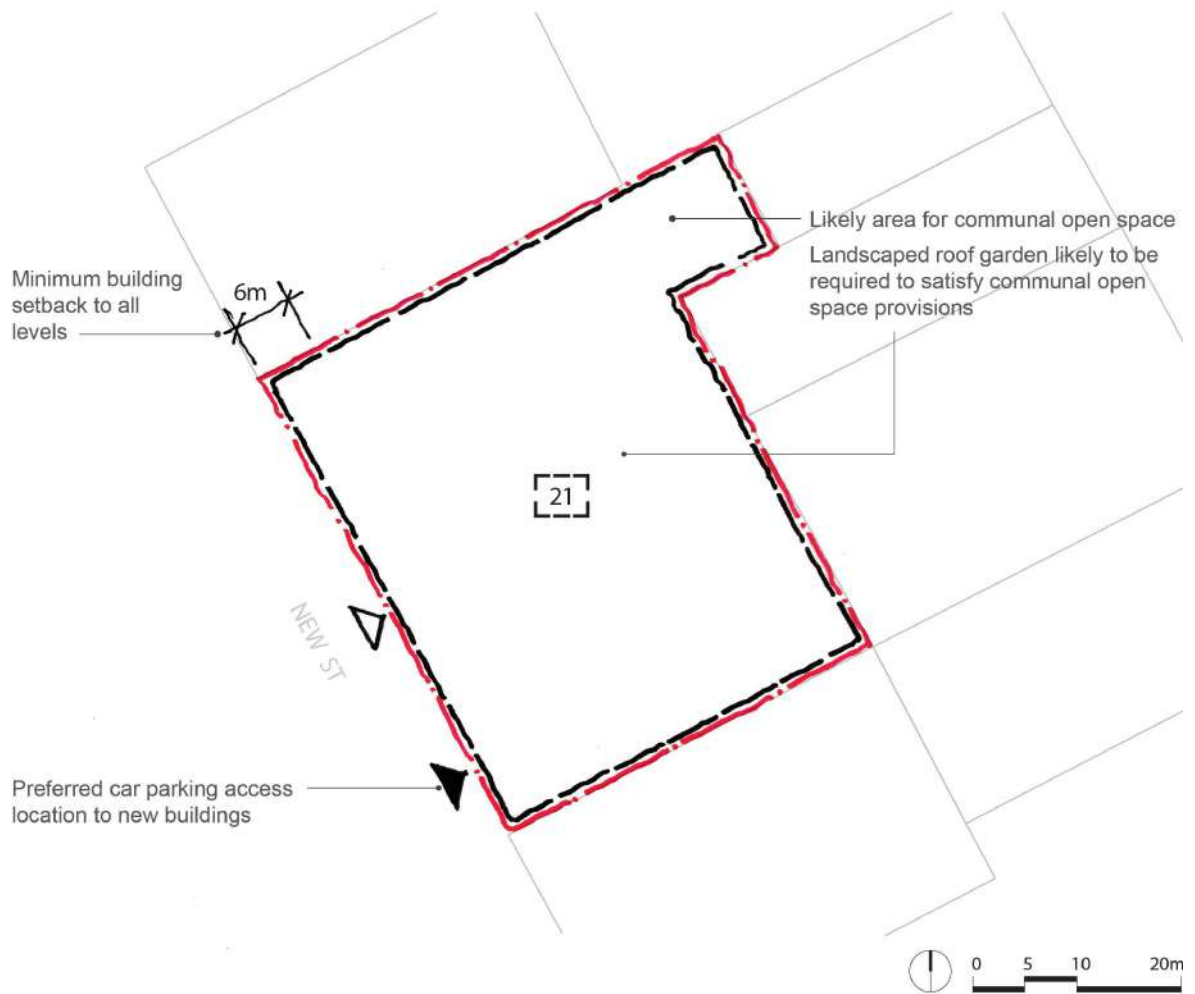 Likely area for communal open space
Landscaped roof garden likely to be
required to satisfy communal open
space provisions
Minimum building
setback to all
levels
6m
21
NEW ST
Preferred car parking access
location to new buildings
0 5 10 20m